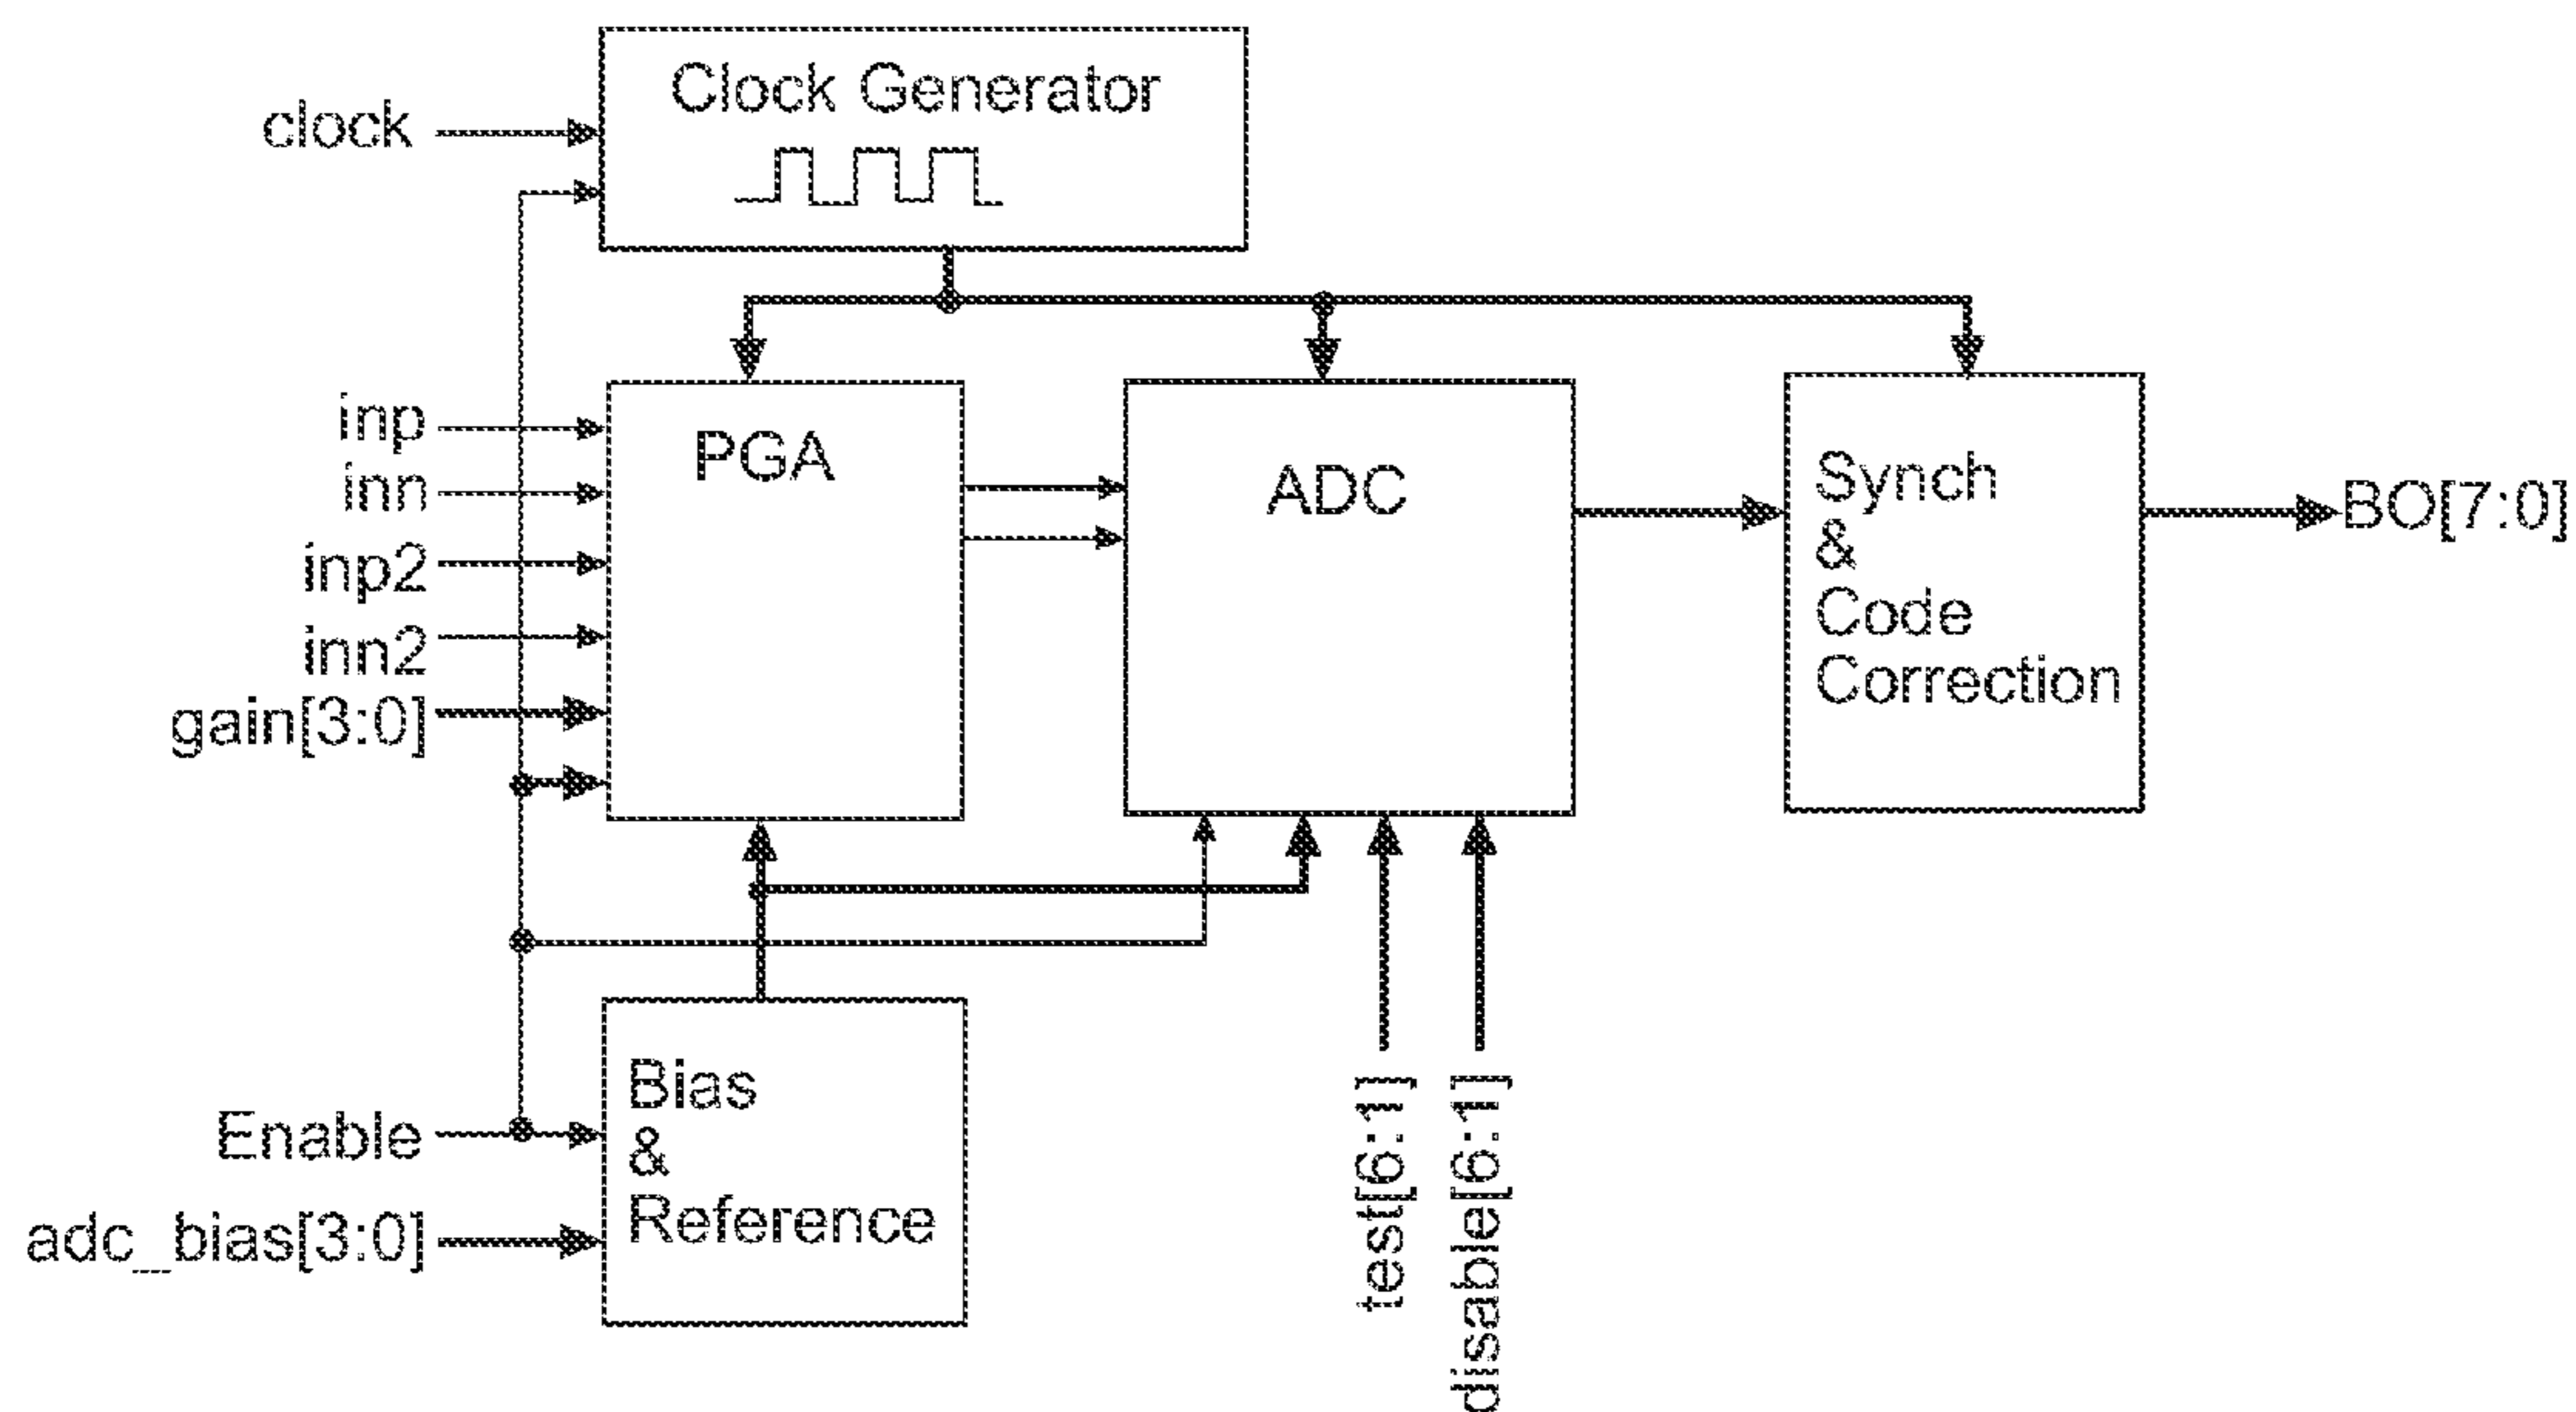 Clock Generator
clock
inp
inn
inp2
inn2
gain[3:0]
PGA
ADC
Synch
&
Code
Correction
BO[7:0]
Enable
adc_bias[3:0]
Bias
&
Reference
test[6:1]
disable[6:1]